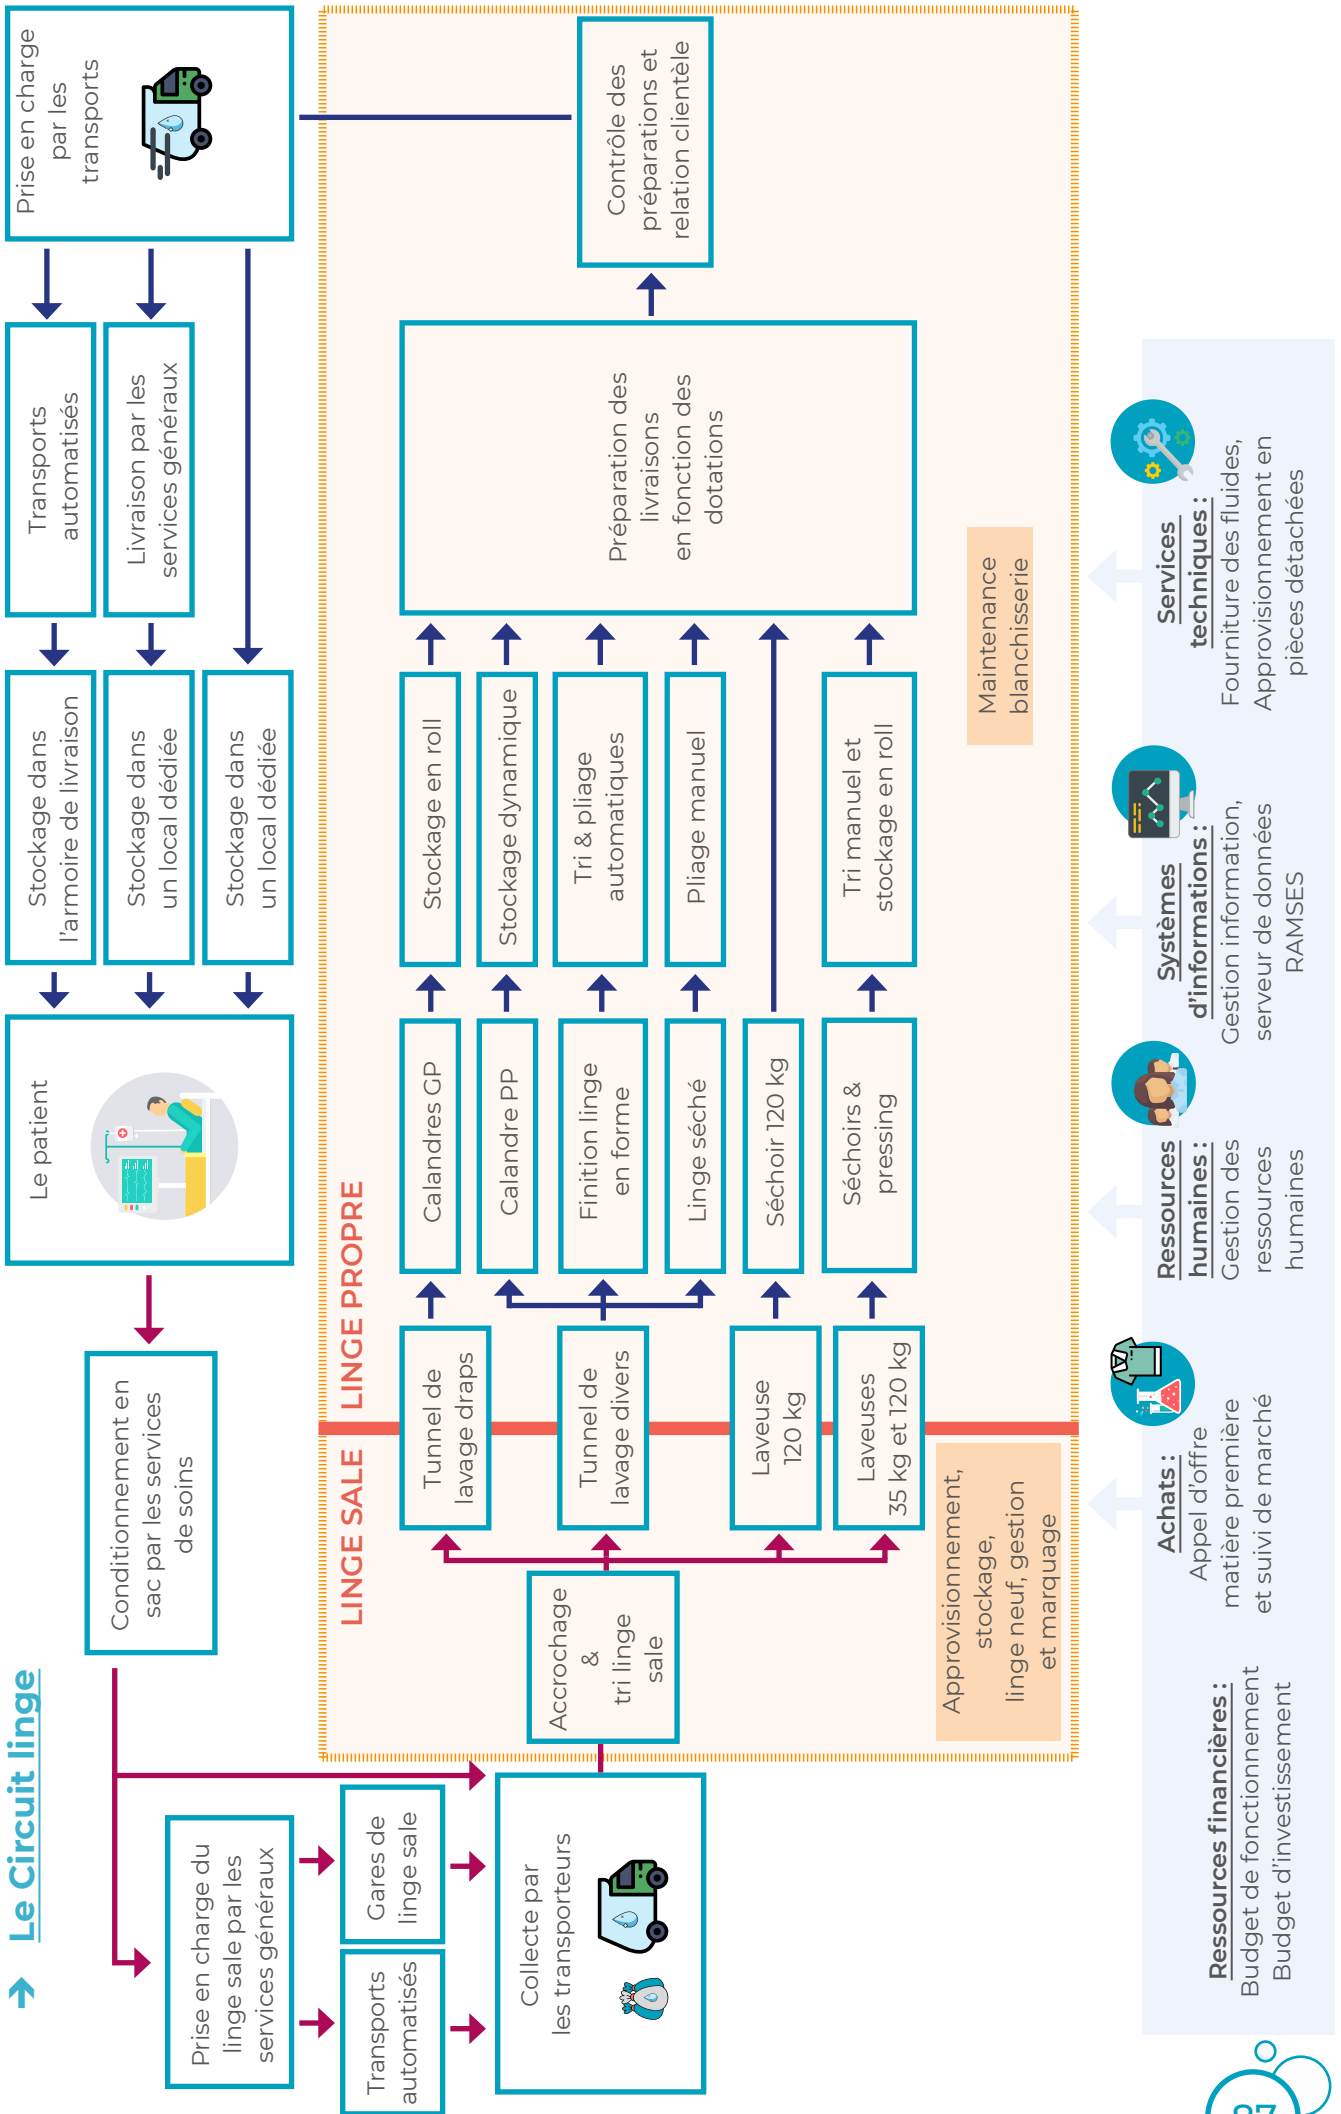 → Le Circuit linge
Conditionnement en
sac par les services
de soins
Le patient
Stockage dans
l'armoire de livraison
Stockage dans
un local dédiée
Stockage dans
un local dédiée
Transports
automatisés
Livraison par les
services généraux
Prise en charge
par les
transports
Prise en charge du
linge sale par les
services généraux
Transports
automatisés
Gares de
linge sale
Collecte par
les transporteurs
LINGE SALE
LINGE PROPRE
Accrochage
&
tri linge
sale
Tunnel de
lavage draps
Tunnel de
lavage divers
Laveuse
120 kg
Laveuses
35 kg et 120 kg
Calandres GP
Calandre PP
Finition linge
en forme
Linge séché
Séchoir 120 kg
Séchoirs &
pressing
Stockage en roll
Stockage dynamique
Tri & pliage
automatiques
Pliage manuel
Tri manuel et
stockage en roll
Préparation des
livraisons
en fonction des
dotations
Contrôle des
préparations et
relation clientèle
Approvisionnement,
stockage,
linge neuf, gestion
et marquage
Maintenance
blanchisserie
Ressources financières :
Budget de fonctionnement
Budget d'investissement
Achats :
Appel d'offre
matière première
et suivi de marché
Ressources
humaines :
Gestion des
ressources
humaines
Systèmes
d'informations :
Gestion information,
serveur de données
RAMSES
Services
techniques :
Fourniture des fluides,
Approvisionnement en
pièces détachées